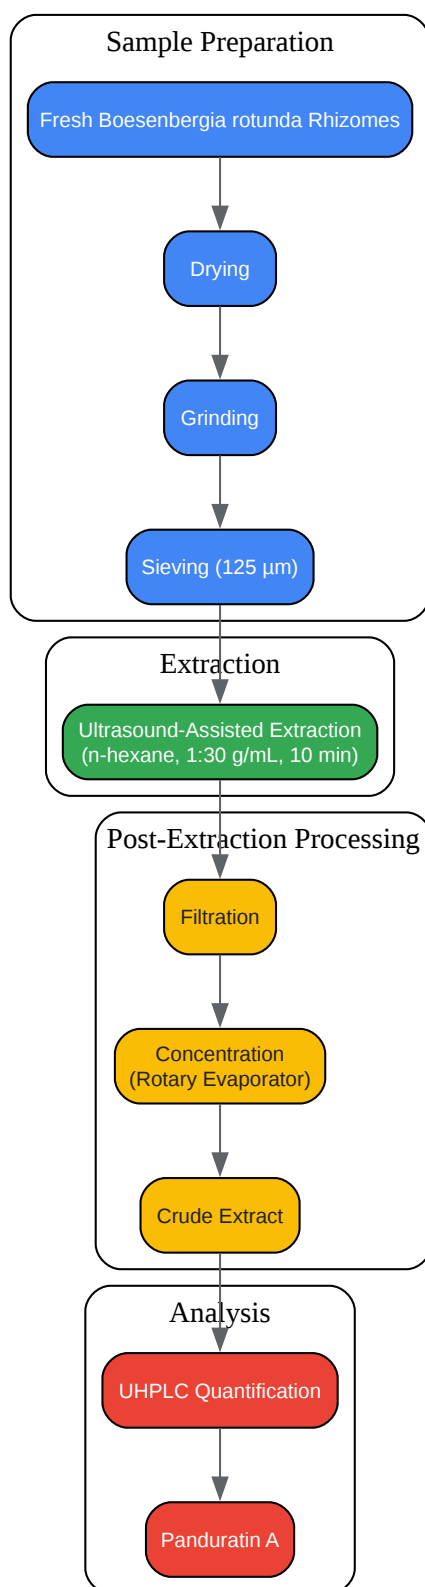 Sample Preparation
Fresh Boesenbergia rotunda Rhizomes
Drying
Grinding
Sieving (125 µm)
Extraction
Ultrasound-Assisted Extraction
(n-hexane, 1:30 g/mL, 10 min)
Post-Extraction Processing
Filtration
Concentration
(Rotary Evaporator)
Crude Extract
Analysis
UHPLC Quantification
Panduratin A